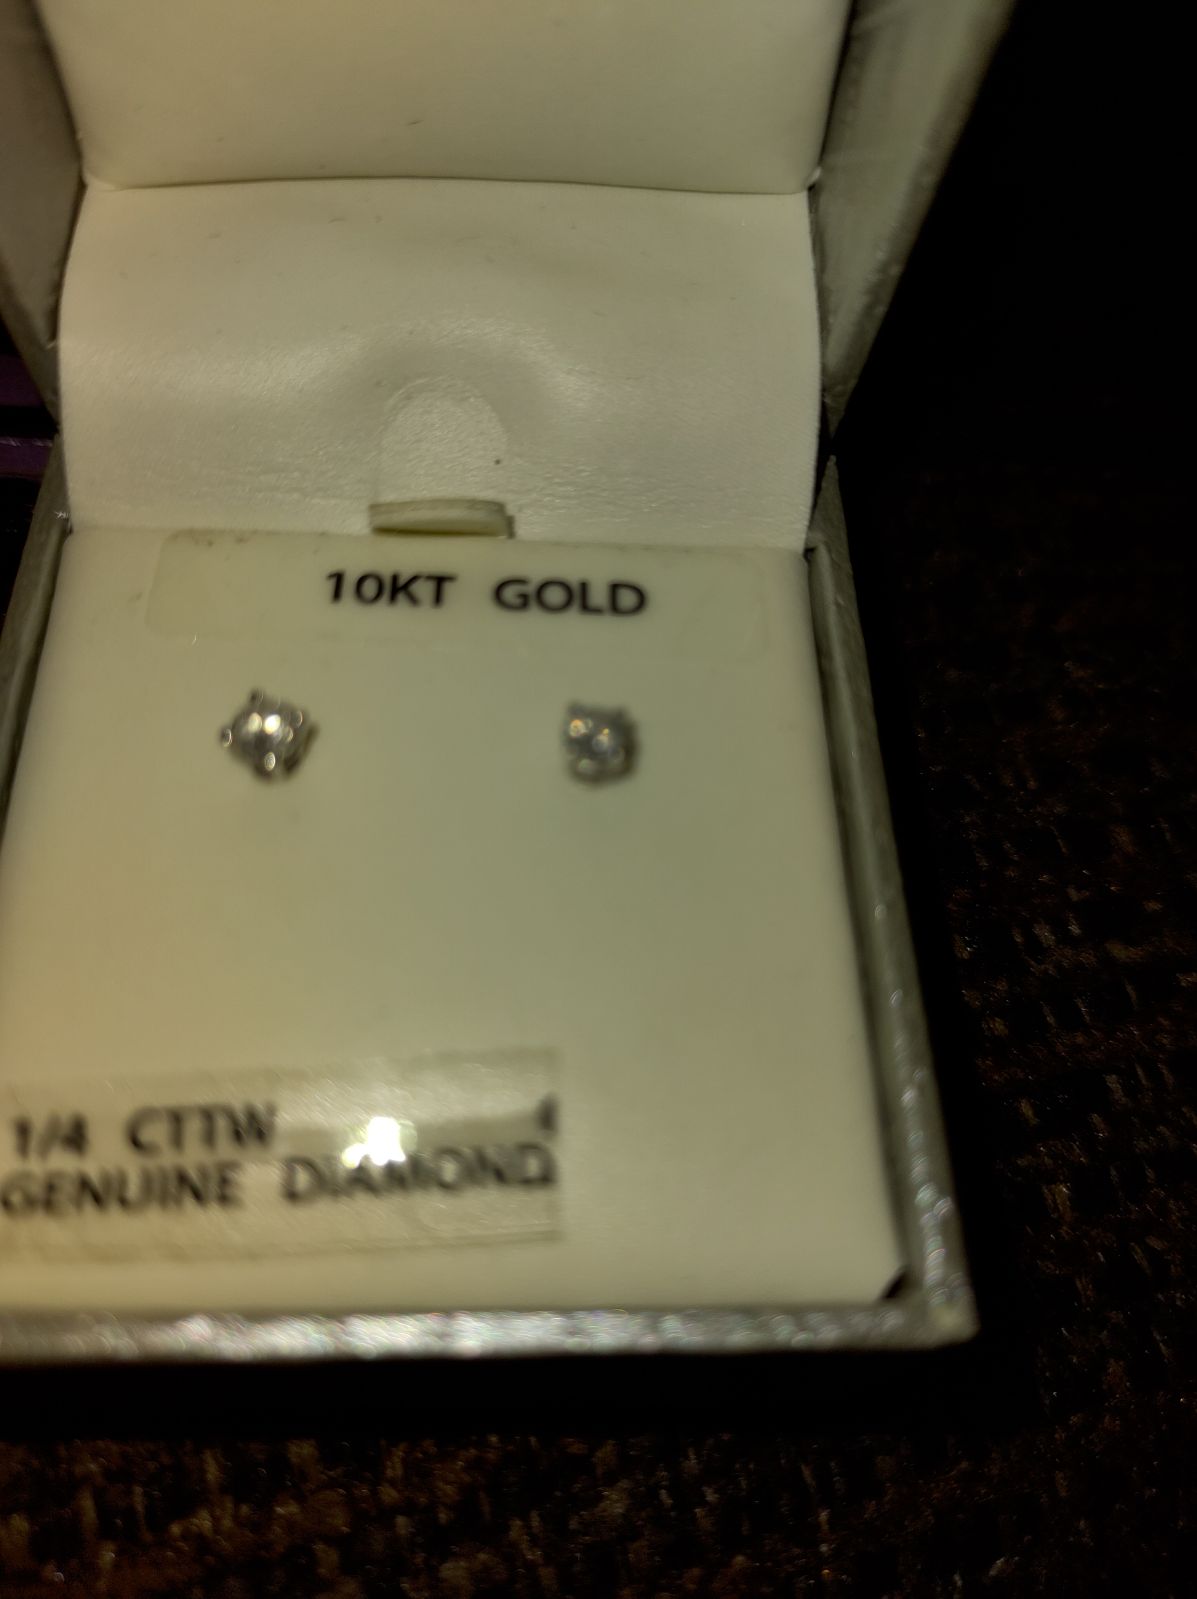 10KT GOLD
1/4 CTTW
GENUINE DIAMOND